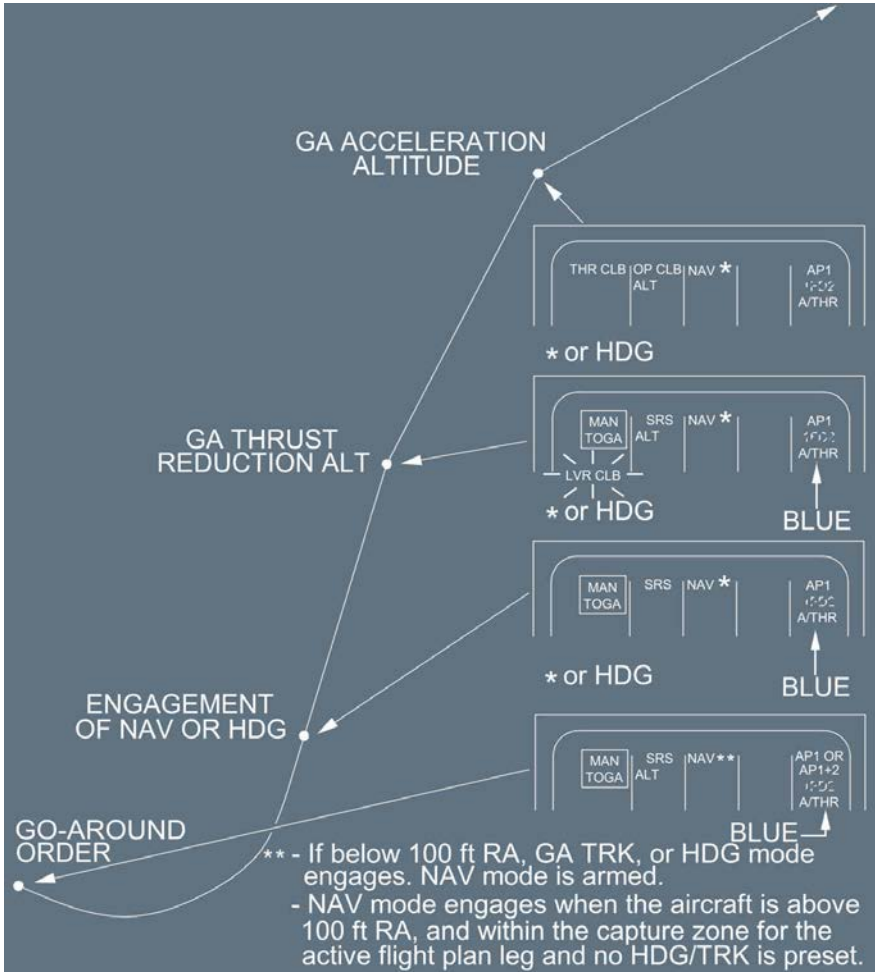 GA ACCELERATION
ALTITUDE
THR CLB OP CLB NAV * AP1
ALT
A/THR
* or HDG
GA THRUST
REDUCTION ALT
MAN SRS NAV * AP1
TOGA ALT
A/THR
LVR CLB
* or HDG
BLUE
MAN SRS NAV * AP1
TOGA
A/THR
* or HDG
BLUE
ENGAGEMENT
OF NAV OR HDG
MAN SRS NAV ** AP1 OR
TOGA ALT AP1+2
A/THR
BLUE
GO-AROUND
ORDER
** - If below 100 ft RA, GA TRK, or HDG mode
engages. NAV mode is armed.
- NAV mode engages when the aircraft is above
100 ft RA, and within the capture zone for the
active flight plan leg and no HDG/TRK is preset.